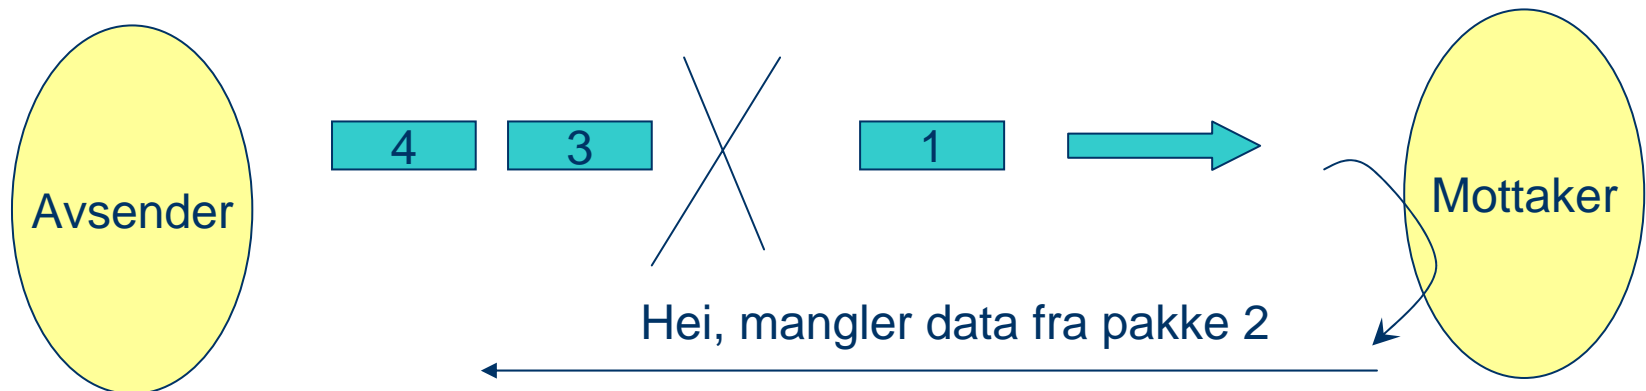 Avsender
4
3
1
Mottaker
Hei, mangler data fra pakke 2